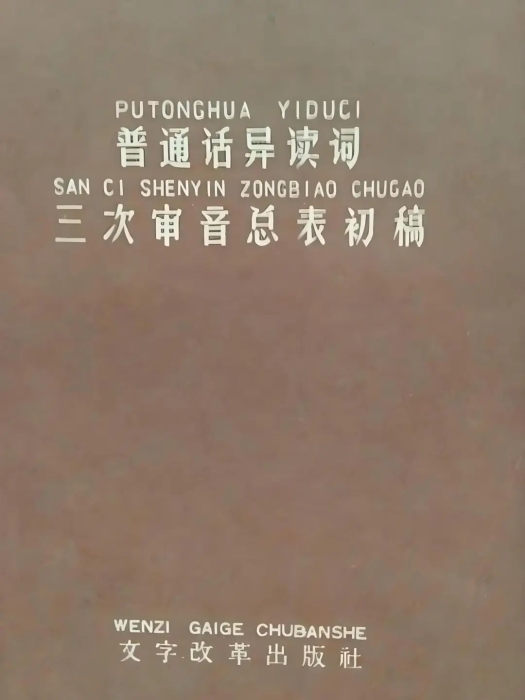 PUTONGHUA YIDUCI
普通话异读词
SAN CI SHENYIN ZONGBIAO CHUGAO
三次审音总表初稿
WENZI GAIGE CHUBANSHE
文字改革出版社